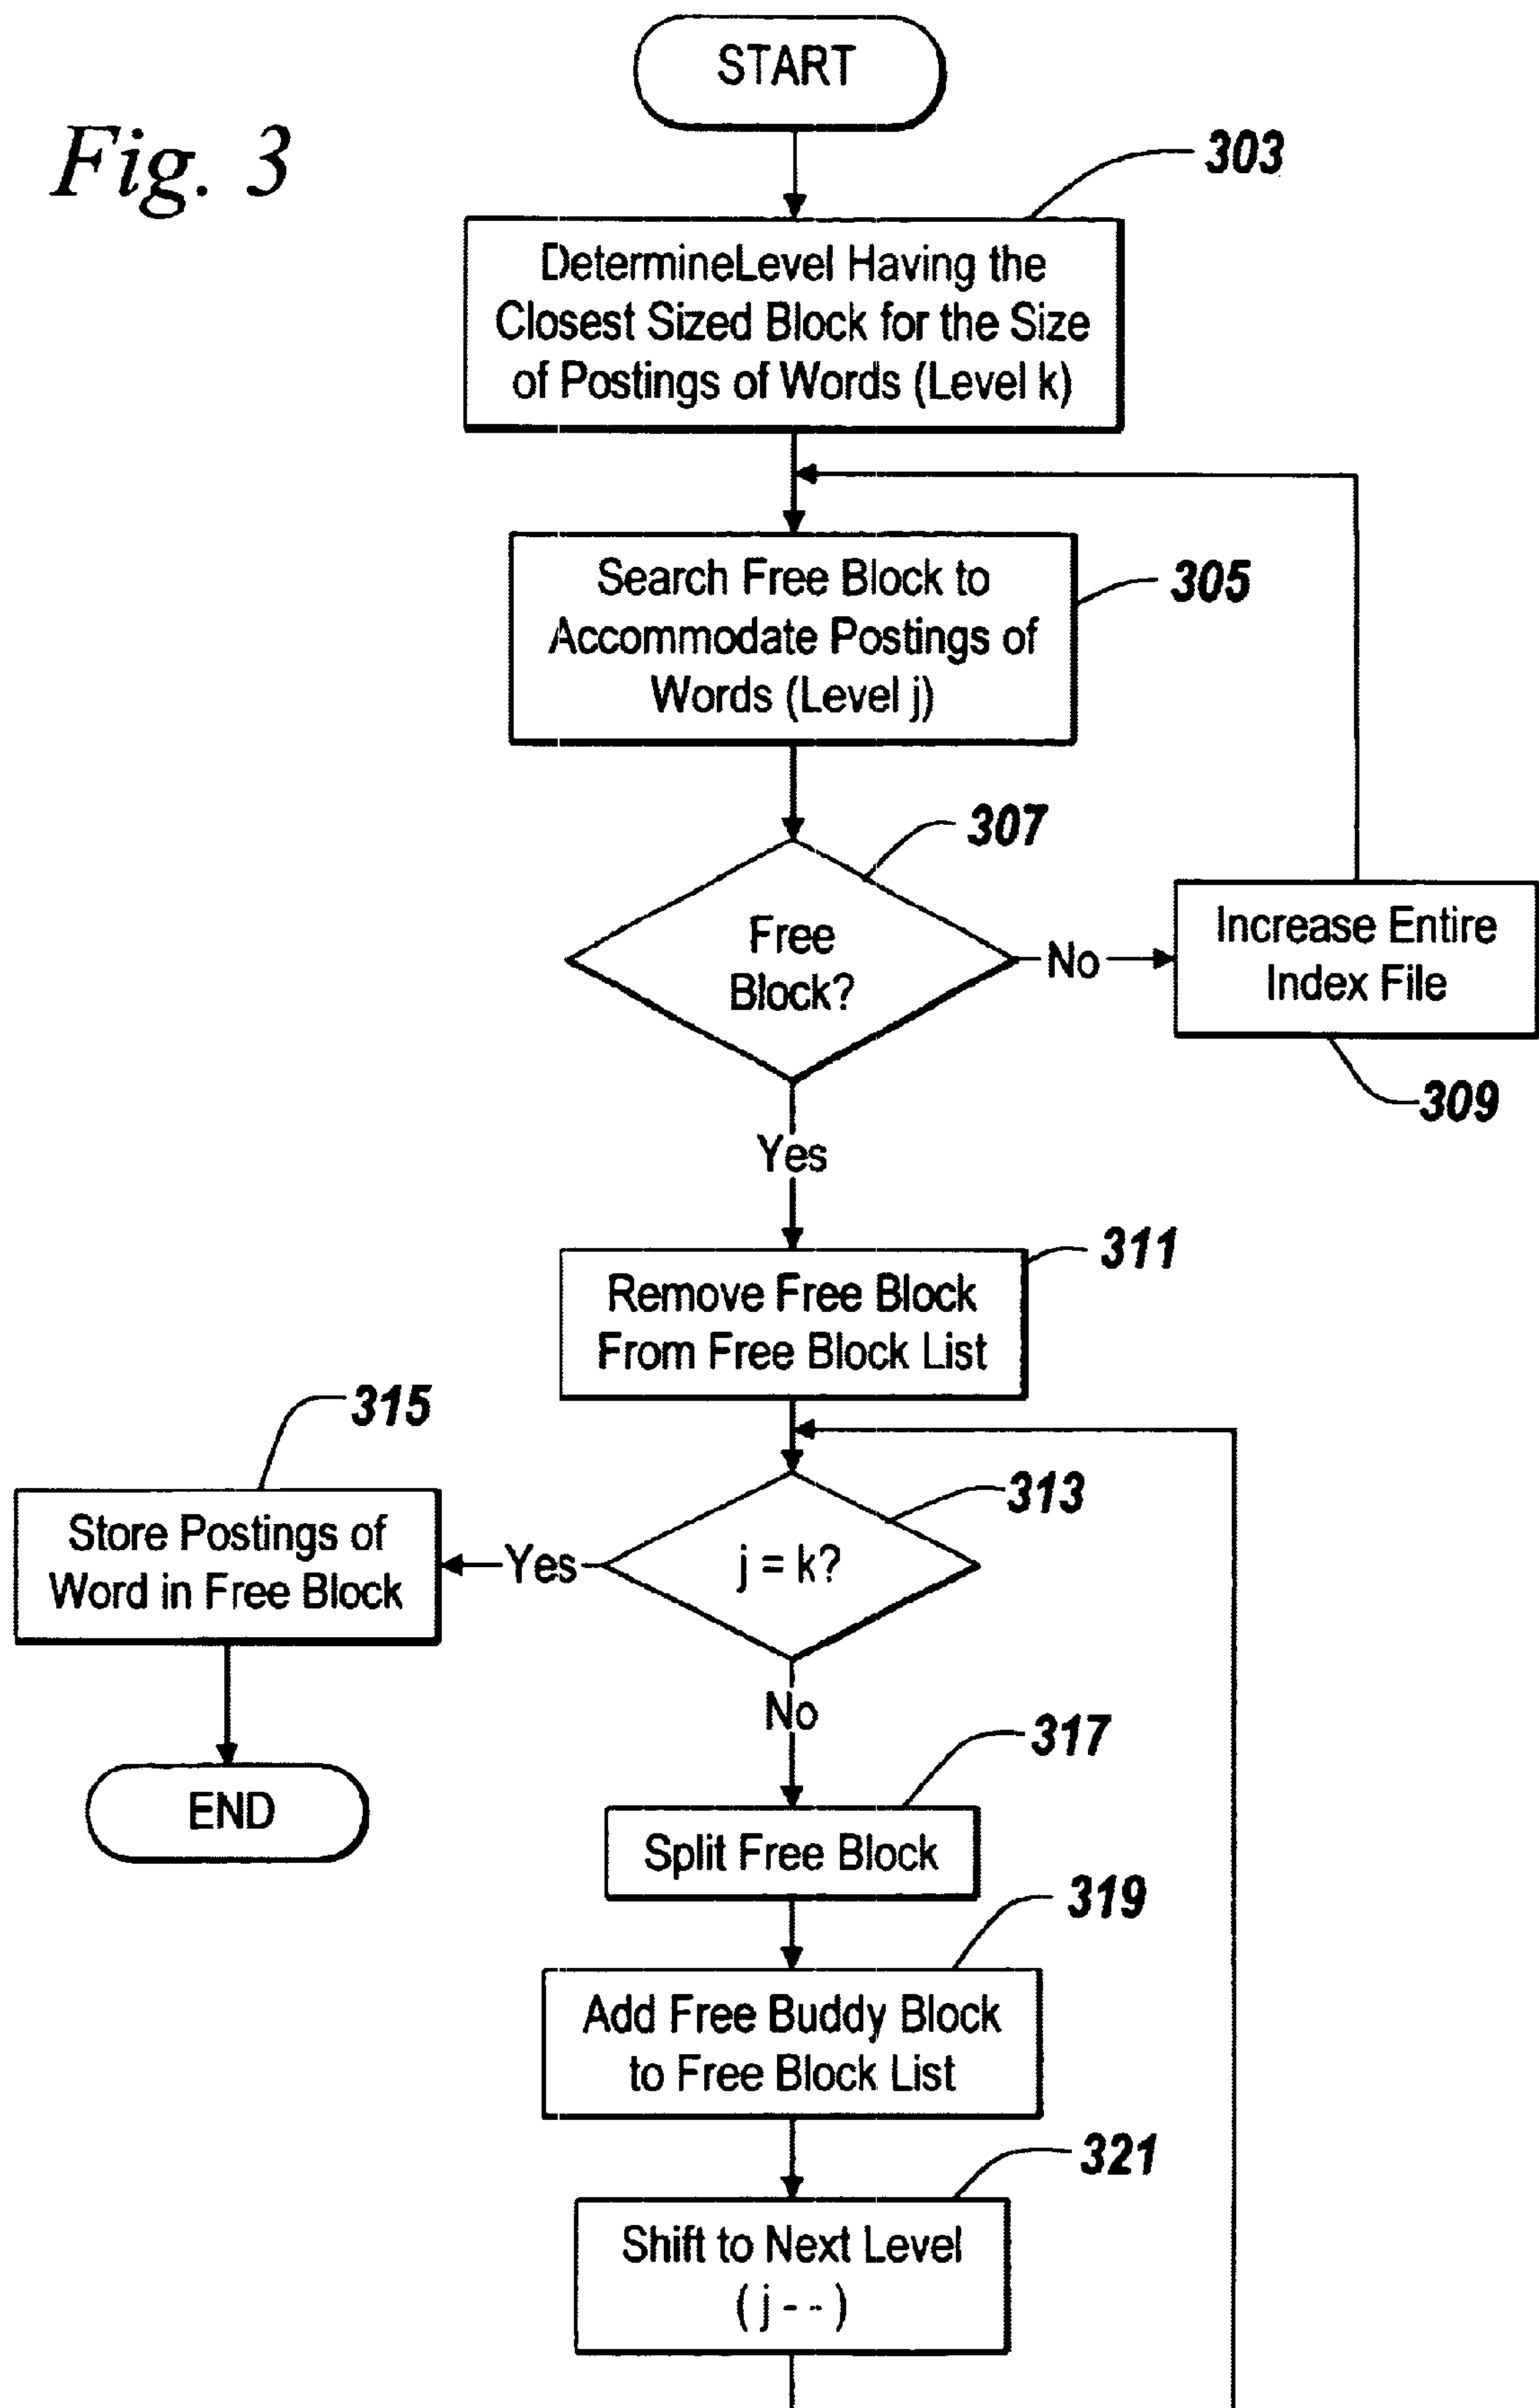 START
Fig. 3
303
DetermineLevel Having the
Closest Sized Block for the Size
of Postings of Words (Level k)
Search Free Block to
Accommodate Postings of
Words (Level j)
305
307
Free
Block?
No
Increase Entire
Index File
309
Yes
311
Remove Free Block
From Free Block List
315
313
Store Postings of
Word in Free Block
Yes
j = k?
No
317
END
Split Free Block
319
Add Free Buddy Block
to Free Block List
321
Shift to Next Level
( j - - )